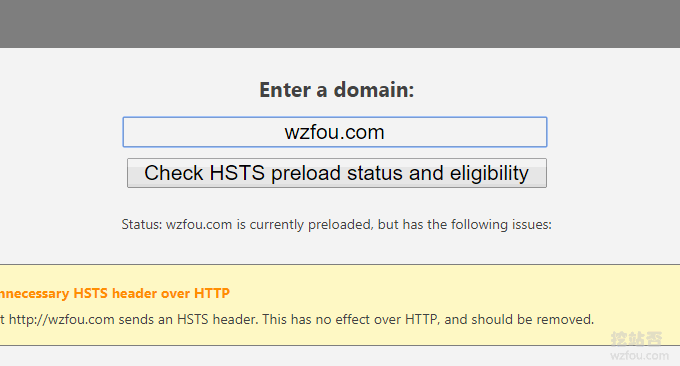 Enter a domain:
wzfou.com
Check HSTS preload status and eligibility
Status: wzfou.com is currently preloaded, but has the following issues:
nnecessary HSTS header over HTTP
t http://wzfou.com sends an HSTS header. This has no effect over HTTP, and should be removed.
挖站否
wzfou.com